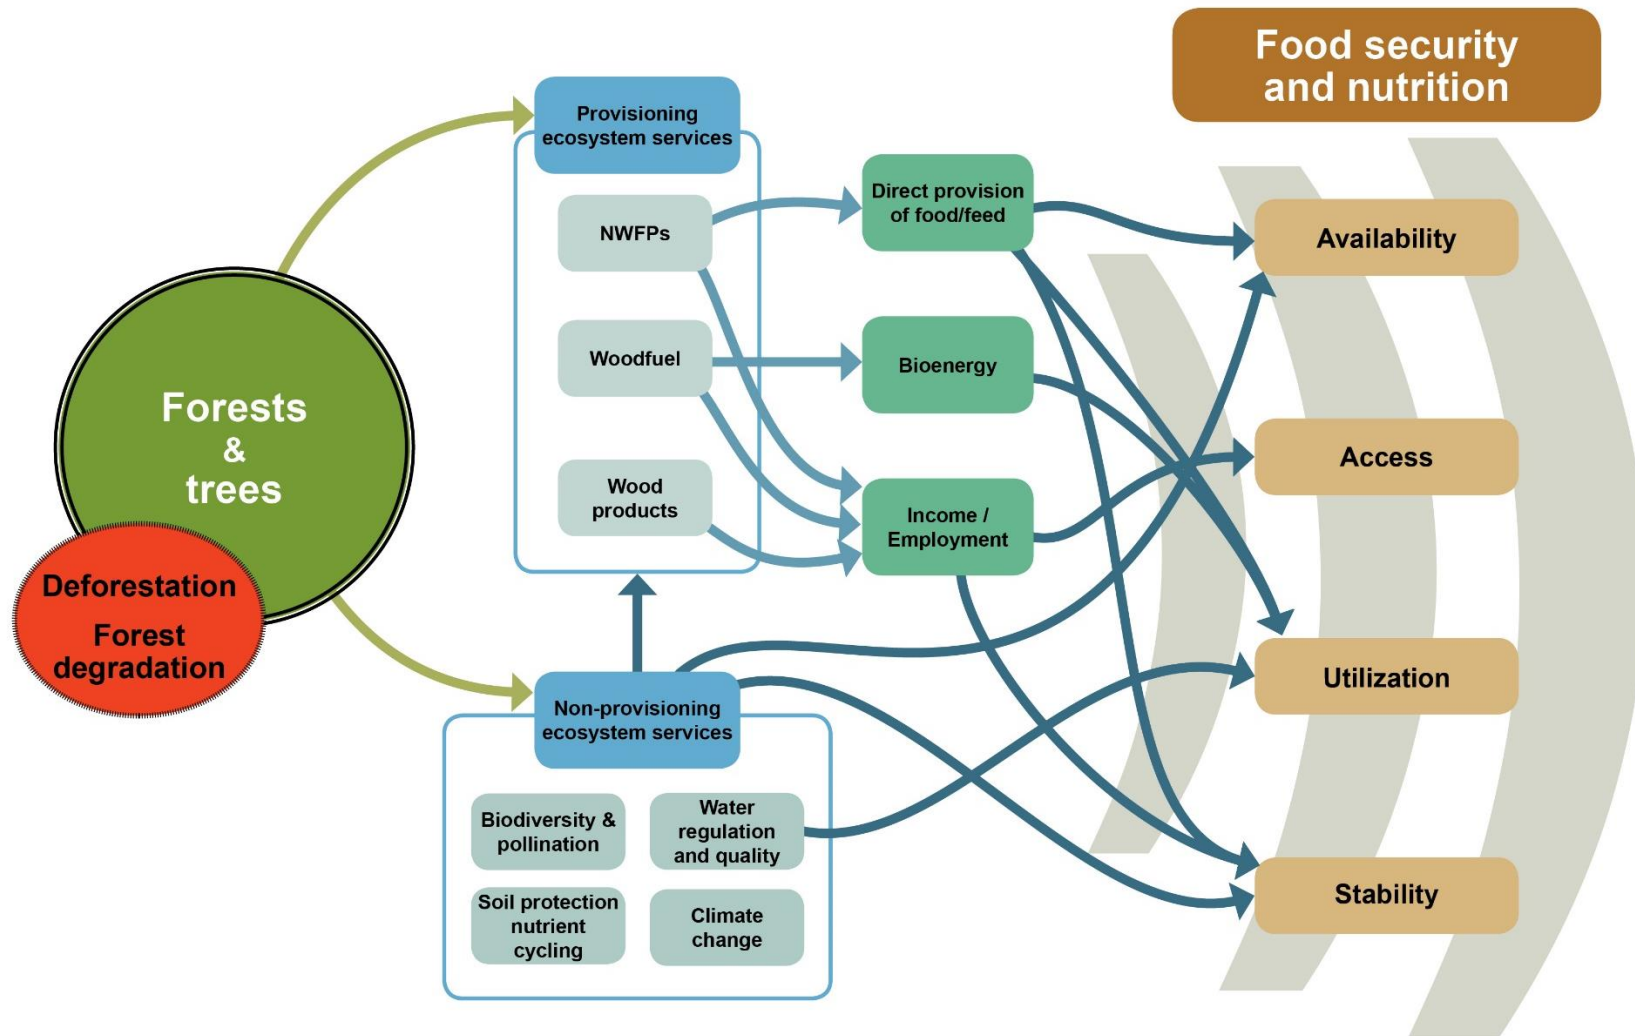 Food security
and nutrition
Provisioning
ecosystem services
NWFPs
Woodfuel
Wood
products
Direct provision
of food/feed
Bioenergy
Income /
Employment
Availability
Access
Utilization
Stability
Forests
&
trees
Deforestation
Forest
degradation
Non-provisioning
ecosystem services
Biodiversity &
pollination
Water
regulation
and quality
Soil protection
nutrient
cycling
Climate
change